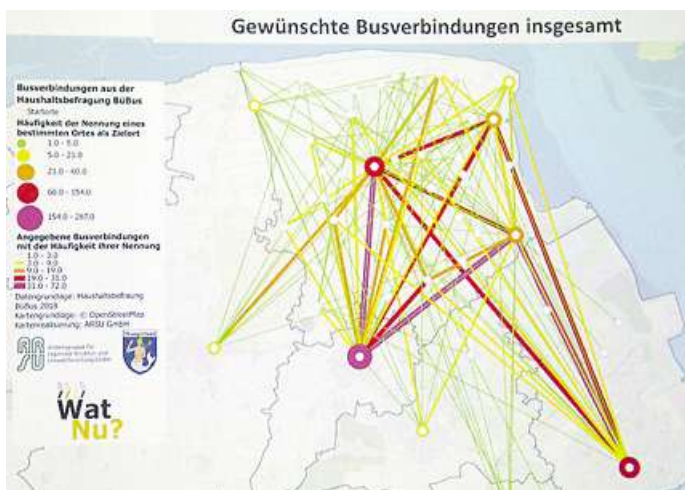 Gewünschte Busverbindungen insgesamt
Busverbindungen aus der
Haushaltsbefragung BüBus
Startorte
Häufigkeit der Nennung eines
bestimmten Ortes als Zielort
1.0 - 5.0
5.0 - 21.0
21.0 - 40.0
60.0 - 154.0
154.0 - 267.0
Angegebene Busverbindungen
mit der Häufigkeit ihrer Nennung
1.0 - 3.0
3.0 - 9.0
9.0 - 19.0
19.0 - 31.0
31.0 - 72.0
Datengrundlage: Haushaltsbefragung
BüBus 2018
Kartengrundlage: © OpenStreetMap
Kartenrealisierung: ARSU GmbH
ARSU
Wat
Nu?